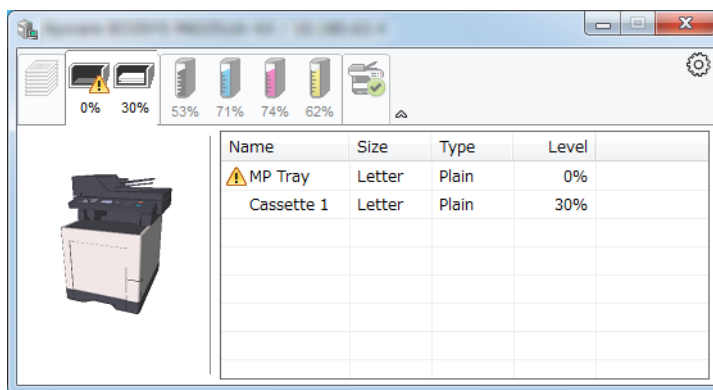 0% 30% 53% 71% 74% 62%
Name Size Type Level
MP Tray Letter Plain 0%
Cassette 1 Letter Plain 30%